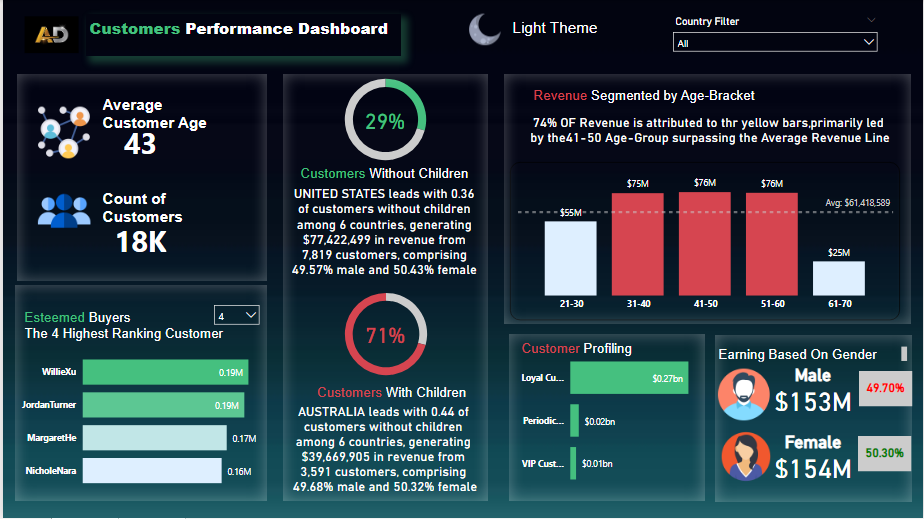 AD
Customers Performance Dashboard
Light Theme
Country Filter
All
Average
Customer Age
43
Count of
Customers
18K
Esteemed Buyers
4
The 4 Highest Ranking Customer
WillieXu
0.19M
JordanTurner
0.19M
MargaretHe
0.17M
NicholeNara
0.16M
29%
Customers Without Children
UNITED STATES leads with 0.36
of customers without children
among 6 countries, generating
$77,422,499 in revenue from
7,819 customers, comprising
49.57% male and 50.43% female
71%
Customers With Children
AUSTRALIA leads with 0.44 of
customers without children
among 6 countries, generating
$39,669,905 in revenue from
3,591 customers, comprising
49.68% male and 50.32% female
Revenue Segmented by Age-Bracket
74% OF Revenue is attributed to thr yellow bars,primarily led
by the41-50 Age-Group surpassing the Average Revenue Line
$55M
$75M
$76M
$76M
$25M
Avg: $61,418,589
21-30
31-40
41-50
51-60
61-70
Customer Profiling
Loyal Cu...
$0.27bn
Periodic...
$0.02bn
VIP Cust...
$0.01bn
Earning Based On Gender
Male
$153M
49.70%
Female
$154M
50.30%